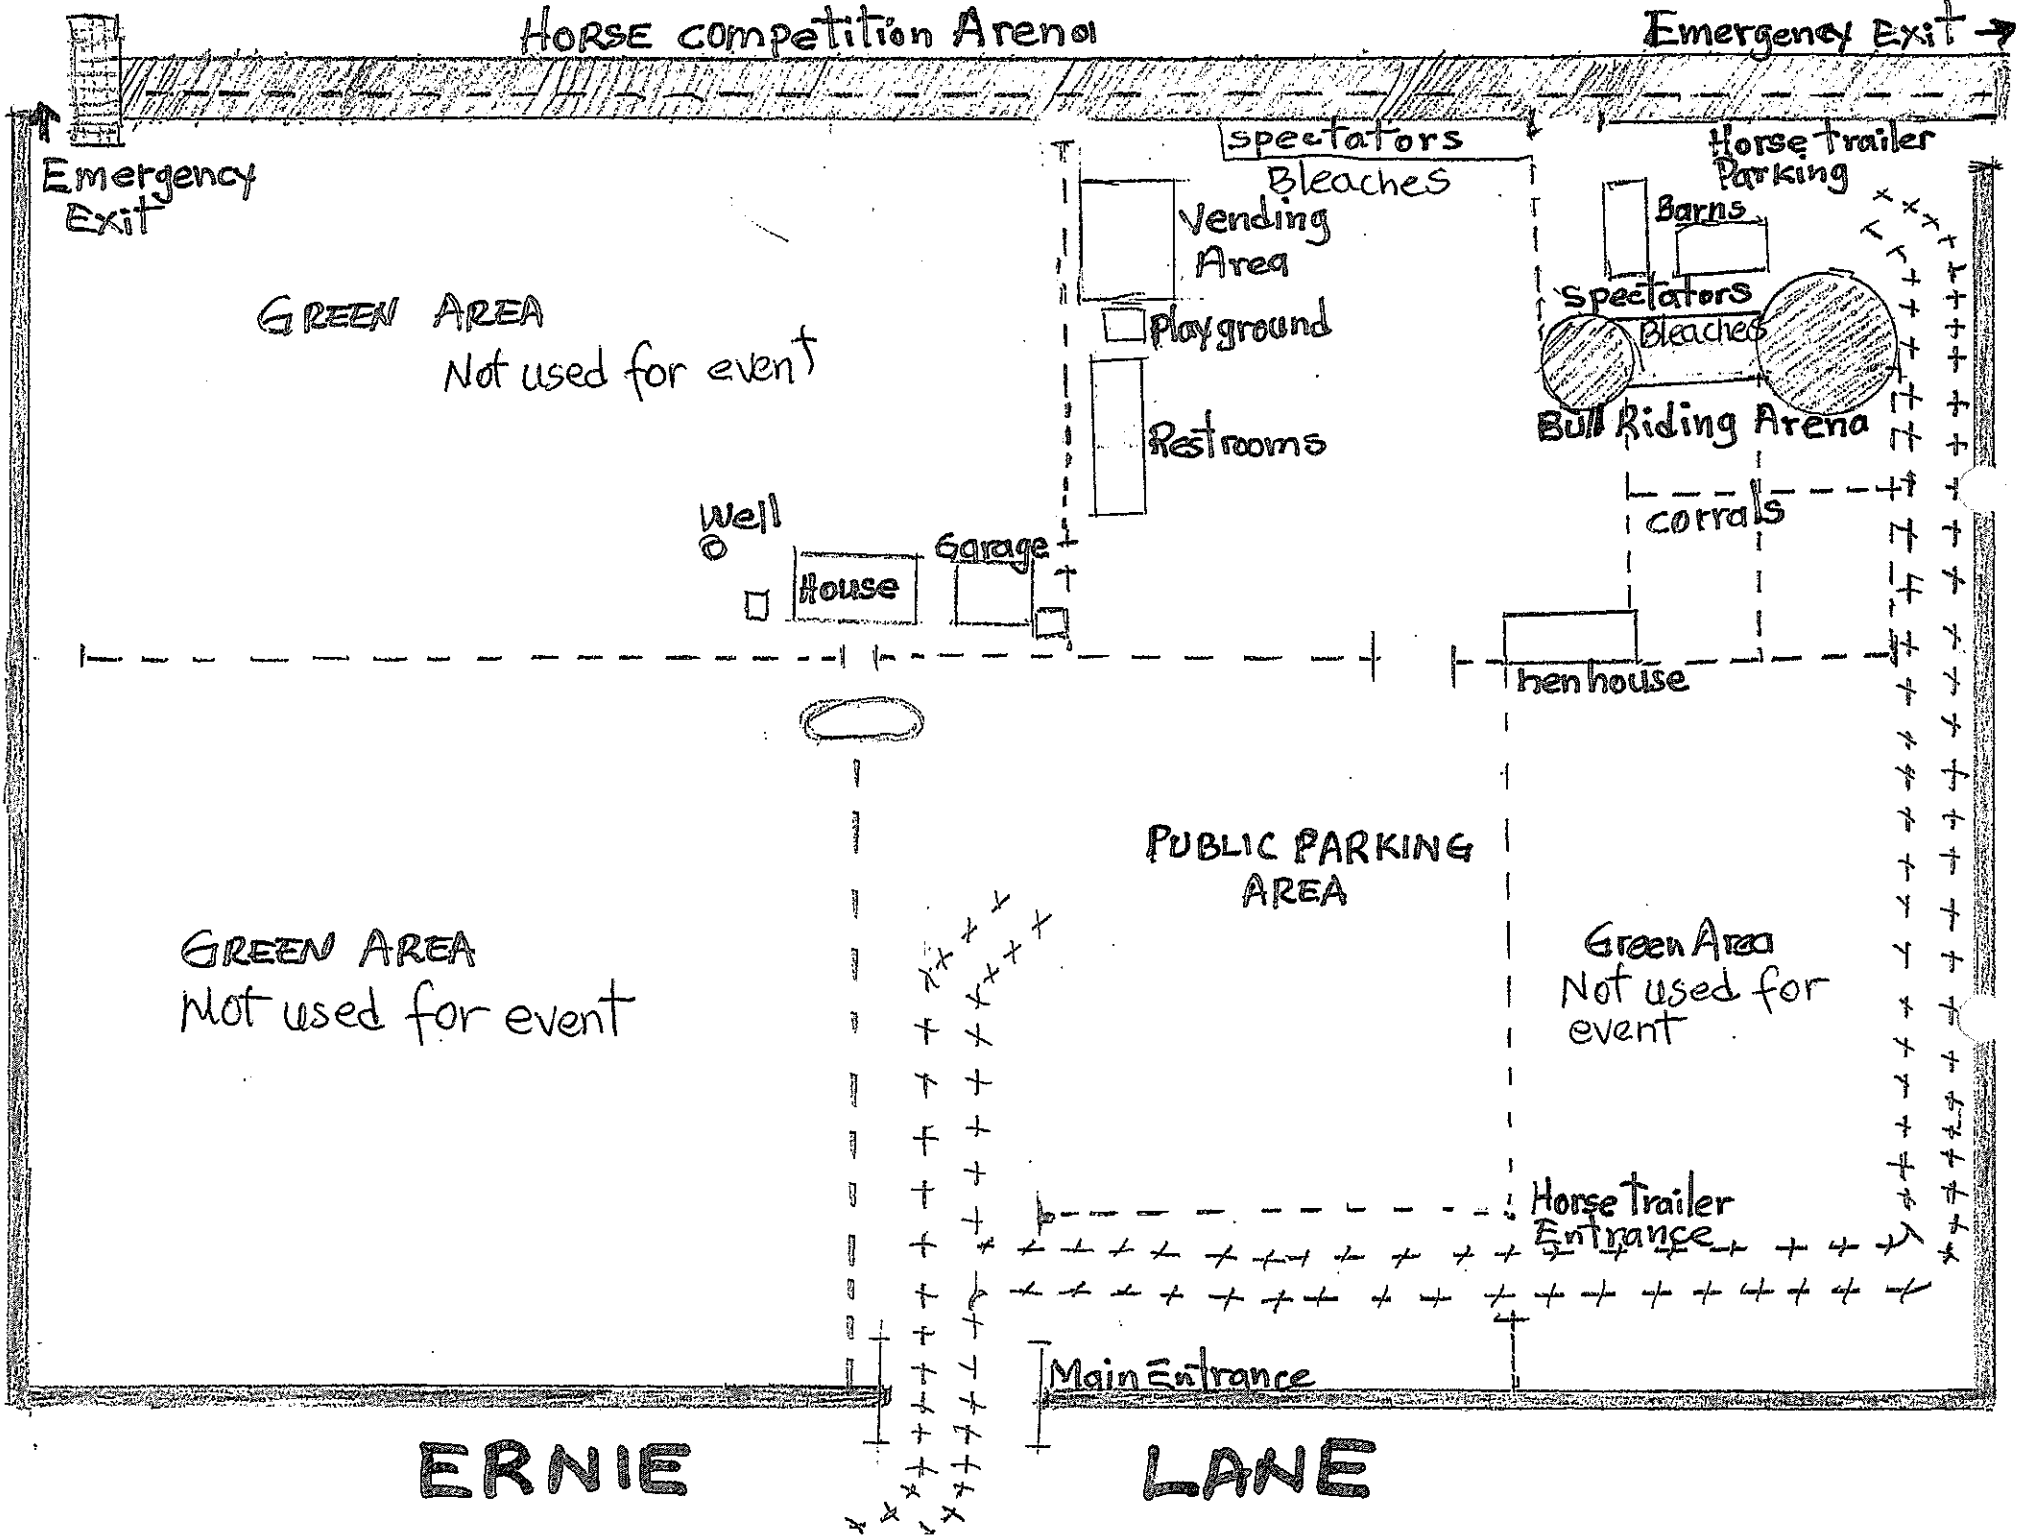 HORSE competition Arena
Emergency Exit →
Emergency
Exit
spectators
Bleaches
Horse trailer
Parking
Vending
Area
Barns
GREEN AREA
Not used for event
Playground
spectators
Bleaches
Restrooms
Bull Riding Arena
Well
Garage
House
corrals
hen house
PUBLIC PARKING
AREA
GREEN AREA
Not used for event
Green Area
Not used for
event
Horse Trailer
Entrance
Main Entrance
ERNIE LANE